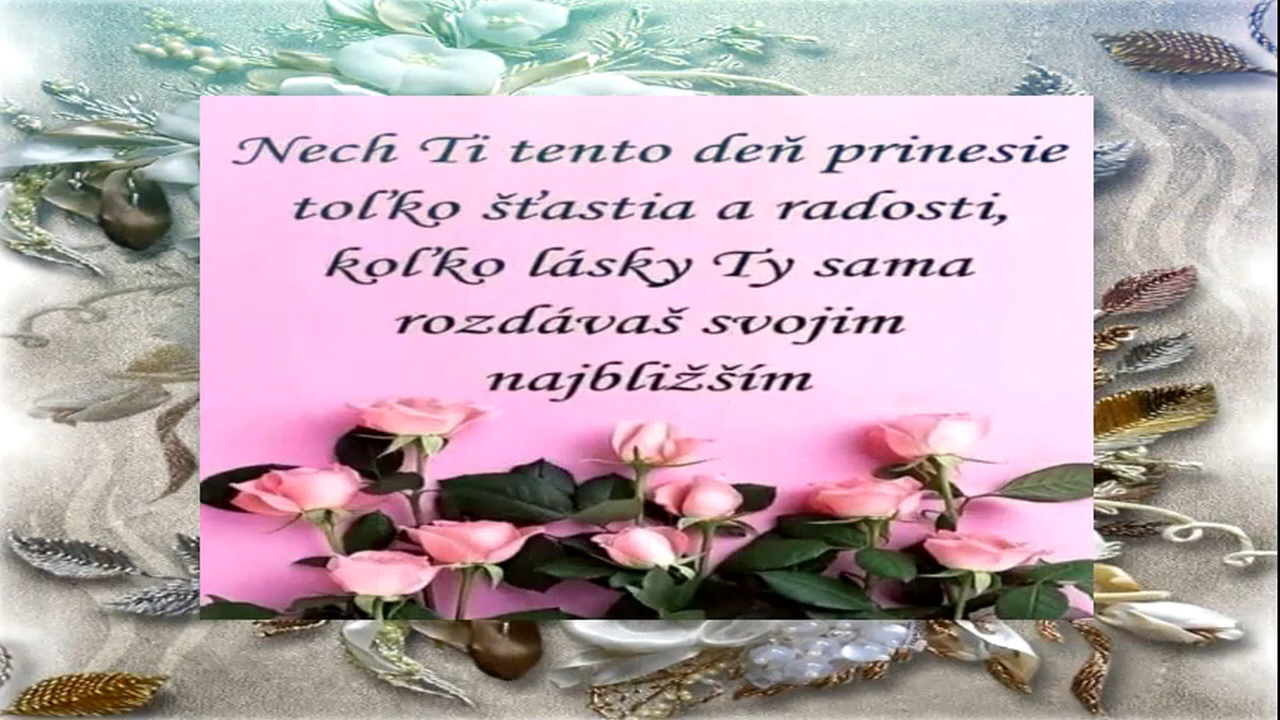 Nech Ti tento deň prinesie
toľko šťastia a radosti,
koľko lásky Ty sama
rozdávaš svojim
najbližším